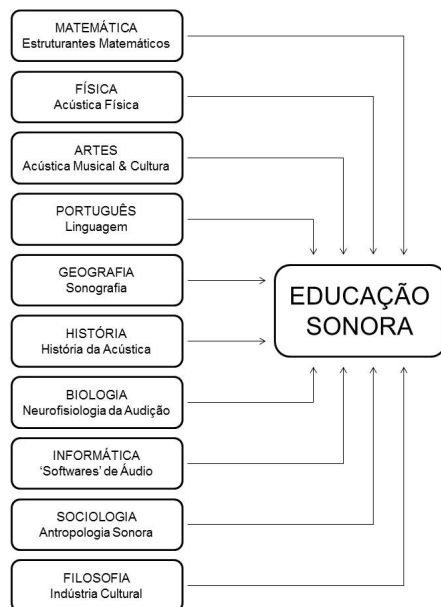 MATEMÁTICA
Estruturantes Matemáticos
FÍSICA
Acústica Física
ARTES
Acústica Musical & Cultura
PORTUGUÊS
Linguagem
GEOGRAFIA
Sonografia
HISTÓRIA
História da Acústica
BIOLOGIA
Neurofisiologia da Audição
INFORMÁTICA
'Softwares' de Áudio
SOCIOLOGIA
Antropologia Sonora
FILOSOFIA
Indústria Cultural
EDUCAÇÃO
SONORA